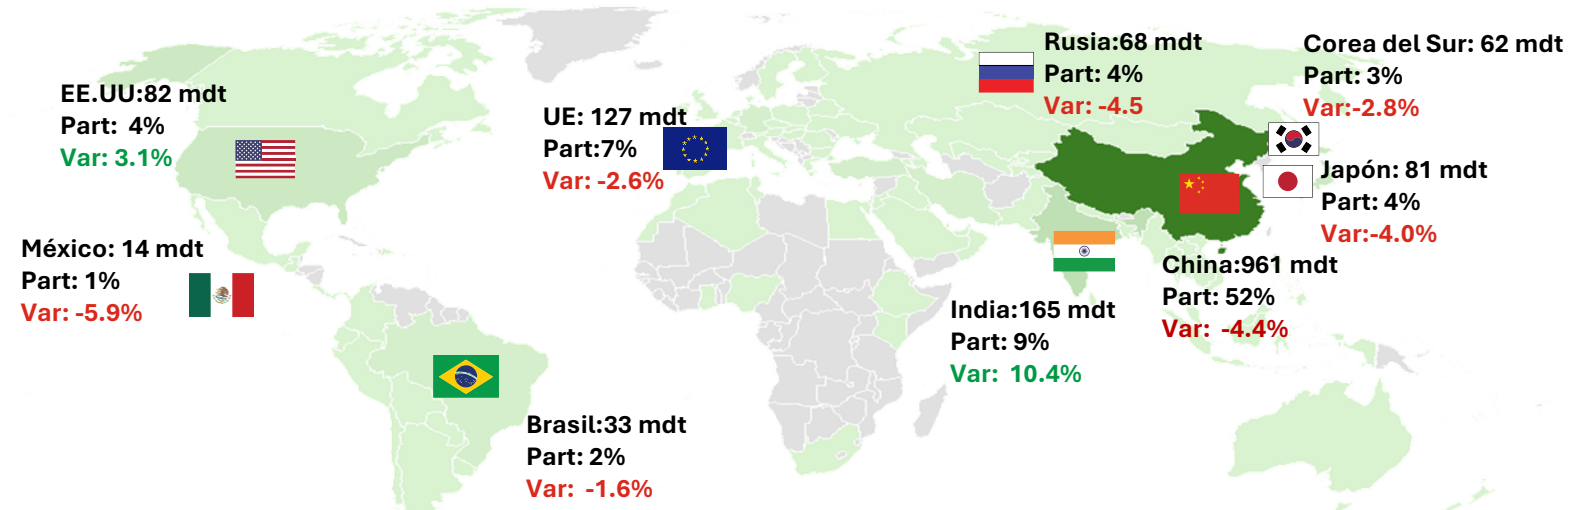 EE.UU:82 mdt
Part:  4%
Var: 3.1%
México: 14 mdt
Part: 1%
Var: -5.9%
Brasil:33 mdt
Part: 2%
Var:  -1.6%
UE: 127 mdt
Part:7%
Var: -2.6%
Rusia:68 mdt
Part: 4%
Var: -4.5
Corea del Sur: 62 mdt
Part: 3%
Var:-2.8%
Japón: 81 mdt
Part: 4%
Var:-4.0%
China:961 mdt
Part: 52%
Var:  -4.4%
India:165 mdt
Part: 9%
Var:  10.4%